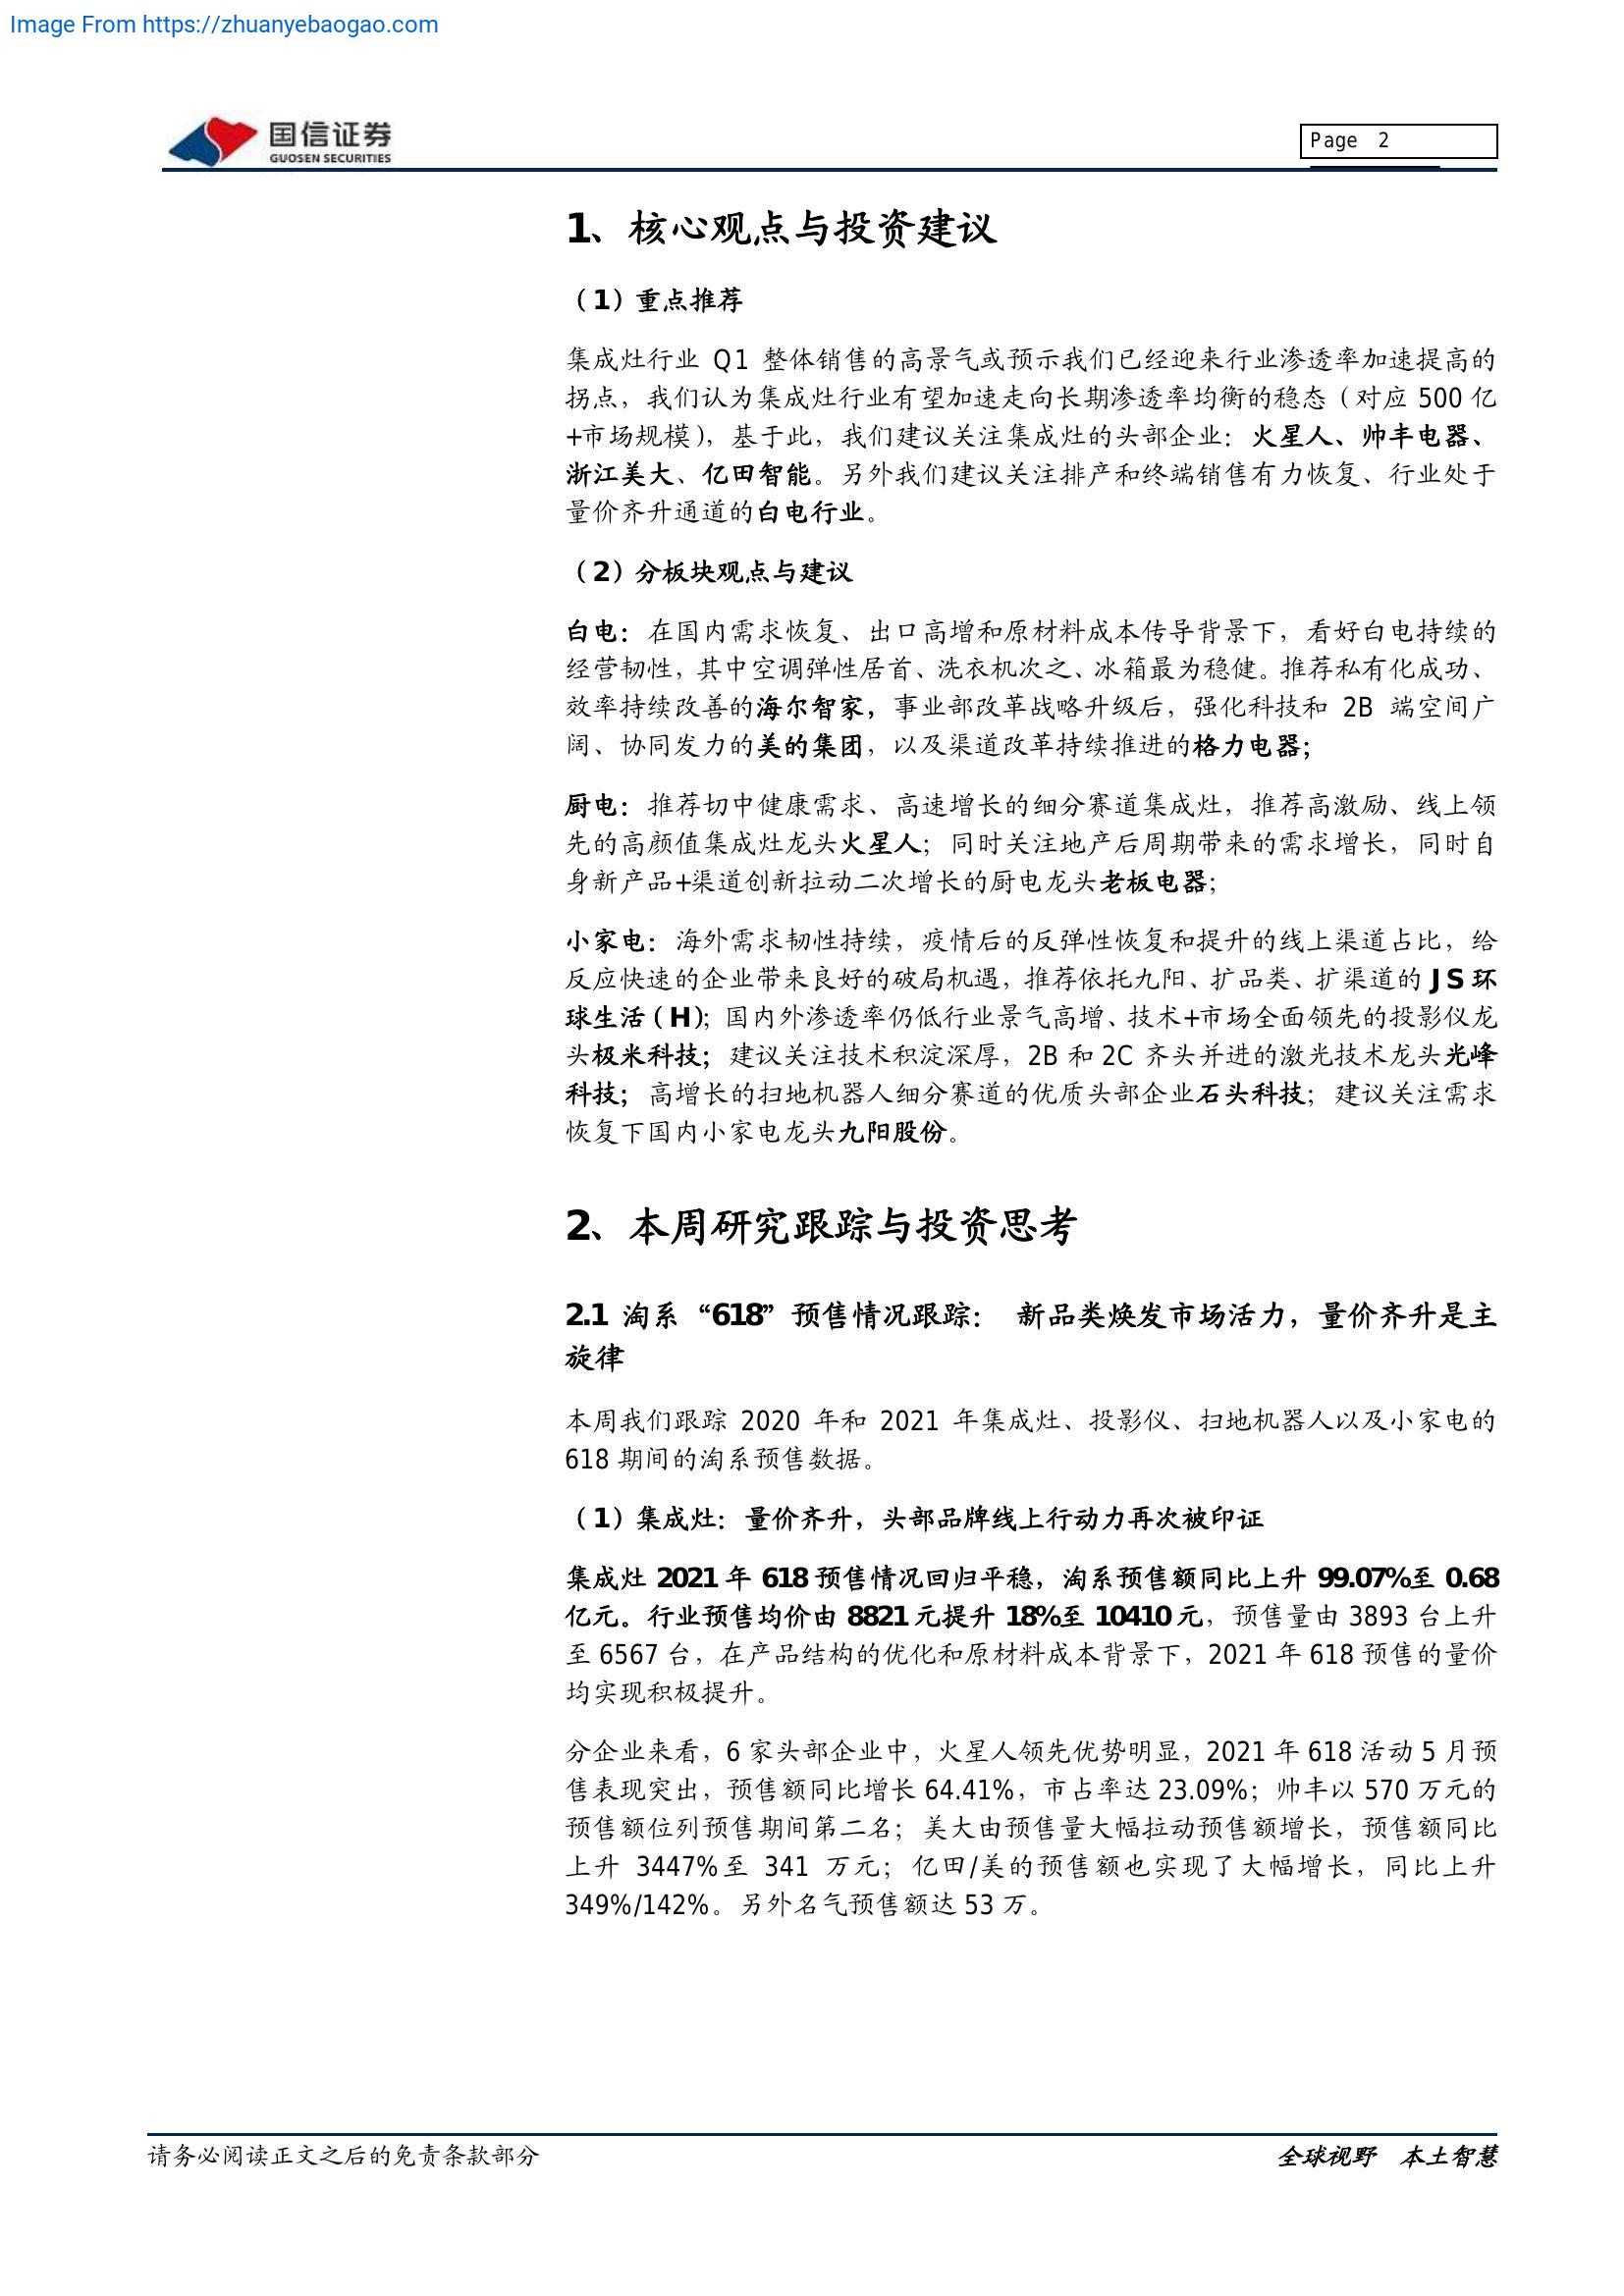 Image From https://zhuanyebaogao.com
国信证券
GUOSEN SECURITIES
Page 2
1、核心观点与投资建议
（1）重点推荐
集成灶行业 Q1 整体销售的高景气或预示我们已经迎来行业渗透率加速提高的
拐点，我们认为集成灶行业有望加速走向长期渗透率均衡的稳态（对应 500 亿
+市场规模），基于此，我们建议关注集成灶的头部企业：火星人、帅丰电器、
浙江美大、亿田智能。另外我们建议关注排产和终端销售有力恢复、行业处于
量价齐升通道的白电行业。
（2）分板块观点与建议
白电：在国内需求恢复、出口高增和原材料成本传导背景下，看好白电持续的
经营韧性，其中空调弹性居首、洗衣机次之、冰箱最为稳健。推荐私有化成功、
效率持续改善的海尔智家，事业部改革战略升级后，强化科技和 2B 端空间广
阔、协同发力的美的集团，以及渠道改革持续推进的格力电器；
厨电：推荐切中健康需求、高速增长的细分赛道集成灶，推荐高激励、线上领
先的高颜值集成灶龙头火星人；同时关注地产后周期带来的需求增长，同时自
身新产品+渠道创新拉动二次增长的厨电龙头老板电器；
小家电：海外需求韧性持续，疫情后的反弹性恢复和提升的线上渠道占比，给
反应快速的企业带来良好的破局机遇，推荐依托九阳、扩品类、扩渠道的 JS 环
球生活（H）；国内外渗透率仍低行业景气高增、技术+市场全面领先的投影仪龙
头极米科技；建议关注技术积淀深厚，2B 和 2C 齐头并进的激光技术龙头光峰
科技；高增长的扫地机器人细分赛道的优质头部企业石头科技；建议关注需求
恢复下国内小家电龙头九阳股份。
2、本周研究跟踪与投资思考
2.1 淘系“618”预售情况跟踪： 新品类焕发市场活力，量价齐升是主
旋律
本周我们跟踪 2020 年和 2021 年集成灶、投影仪、扫地机器人以及小家电的
618 期间的淘系预售数据。
（1）集成灶：量价齐升，头部品牌线上行动力再次被印证
集成灶 2021 年 618 预售情况回归平稳，淘系预售额同比上升 99.07%至 0.68
亿元。行业预售均价由 8821 元提升 18%至 10410 元，预售量由 3893 台上升
至 6567 台，在产品结构的优化和原材料成本背景下，2021 年 618 预售的量价
均实现积极提升。
分企业来看，6 家头部企业中，火星人领先优势明显，2021 年 618 活动 5 月预
售表现突出，预售额同比增长 64.41%，市占率达 23.09%；帅丰以 570 万元的
预售额位列预售期间第二名；美大由预售量大幅拉动预售额增长，预售额同比
上升 3447%至 341 万元；亿田/美的预售额也实现了大幅增长，同比上升
349%/142%。另外名气预售额达 53 万。
请务必阅读正文之后的免责条款部分
全球视野 本土智慧